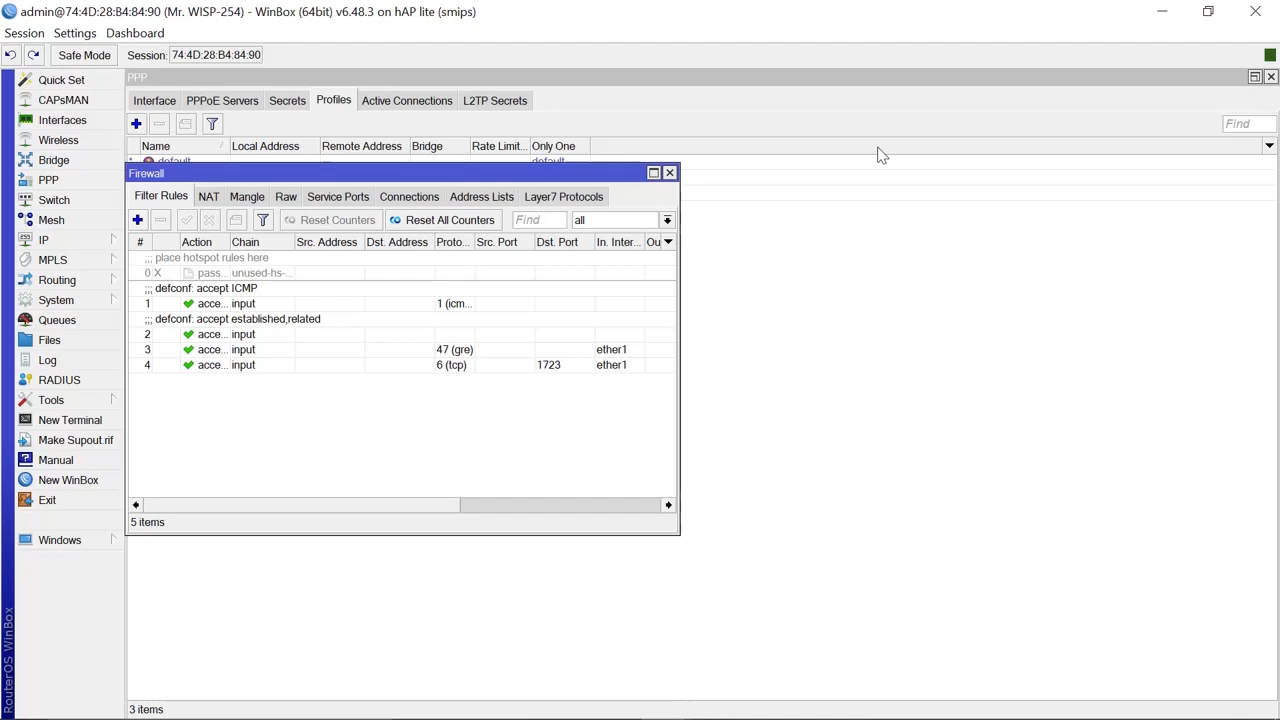 admin@74:4D:28:B4:84:90 (Mr. WISP-254) - WinBox (64bit) v6.48.3 on hAP lite (smips)
Session Settings Dashboard
Safe Mode Session: 74:4D:28:B4:84:90
Quick Set
CAPsMAN
Interfaces
Wireless
Bridge
PPP
Switch
Mesh
IP
MPLS
Routing
System
Queues
Files
Log
RADIUS
Tools
New Terminal
Make Supout.rif
Manual
New WinBox
Exit
Windows
RouterOS WinBox
PPP
Interface PPPoE Servers Secrets Profiles Active Connections L2TP Secrets
Find
Name Local Address Remote Address Bridge Rate Limit... Only One
* default default
Firewall
Filter Rules NAT Mangle Raw Service Ports Connections Address Lists Layer7 Protocols
Reset Counters Reset All Counters Find all
# Action Chain Src. Address Dst. Address Proto... Src. Port Dst. Port In. Inter... Ou
;;; place hotspot rules here
0 X pass... unused-hs-...
;;; defconf: accept ICMP
1 acce... input 1 (icm...
;;; defconf: accept established,related
2 acce... input
3 acce... input 47 (gre) ether1
4 acce... input 6 (tcp) 1723 ether1
5 items
3 items